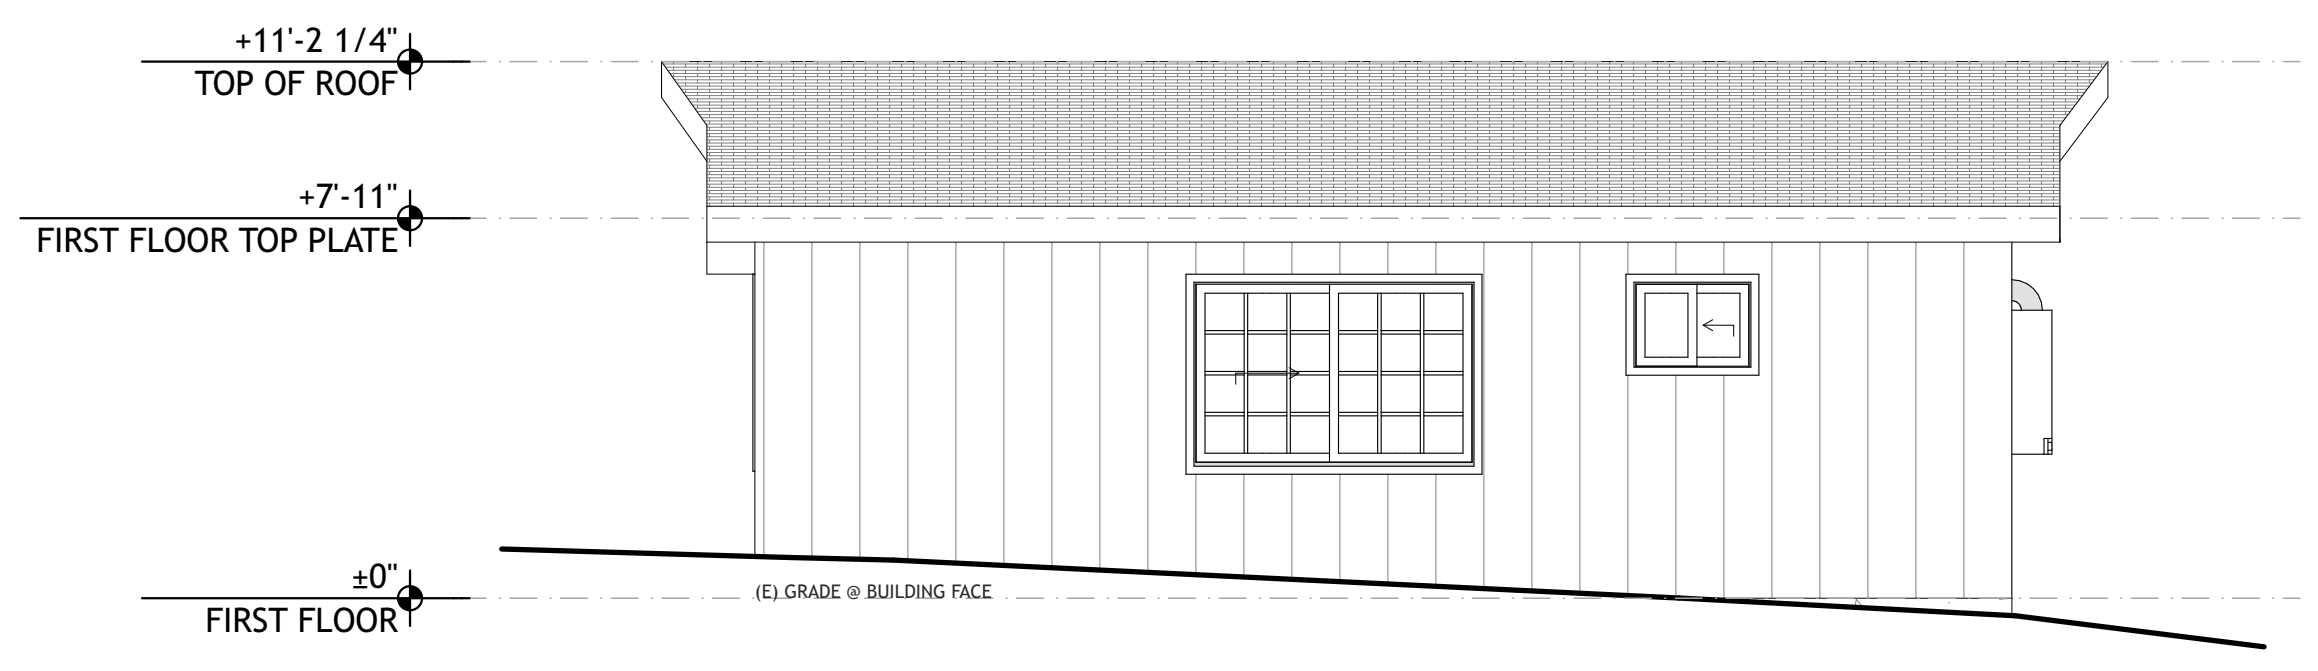 +11'-2 1/4"
TOP OF ROOF
+7'-11"
FIRST FLOOR TOP PLATE
±0"
(E) GRADE @ BUILDING FACE
FIRST FLOOR